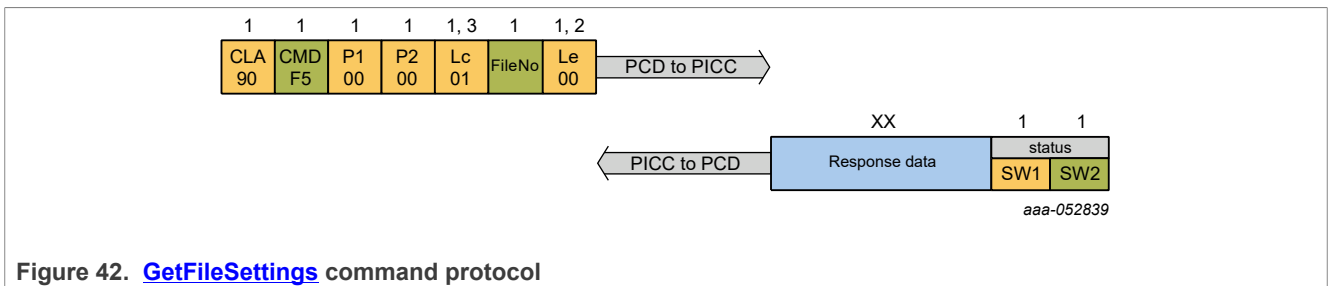 1 1 1 1 1, 3 1 1, 2
CLA 90 CMD F5 P1 00 P2 00 Lc 01 FileNo Le 00 PCD to PICC
XX 1 1
PICC to PCD Response data status
SW1 SW2
aaa-052839
Figure 42. GetFileSettings command protocol